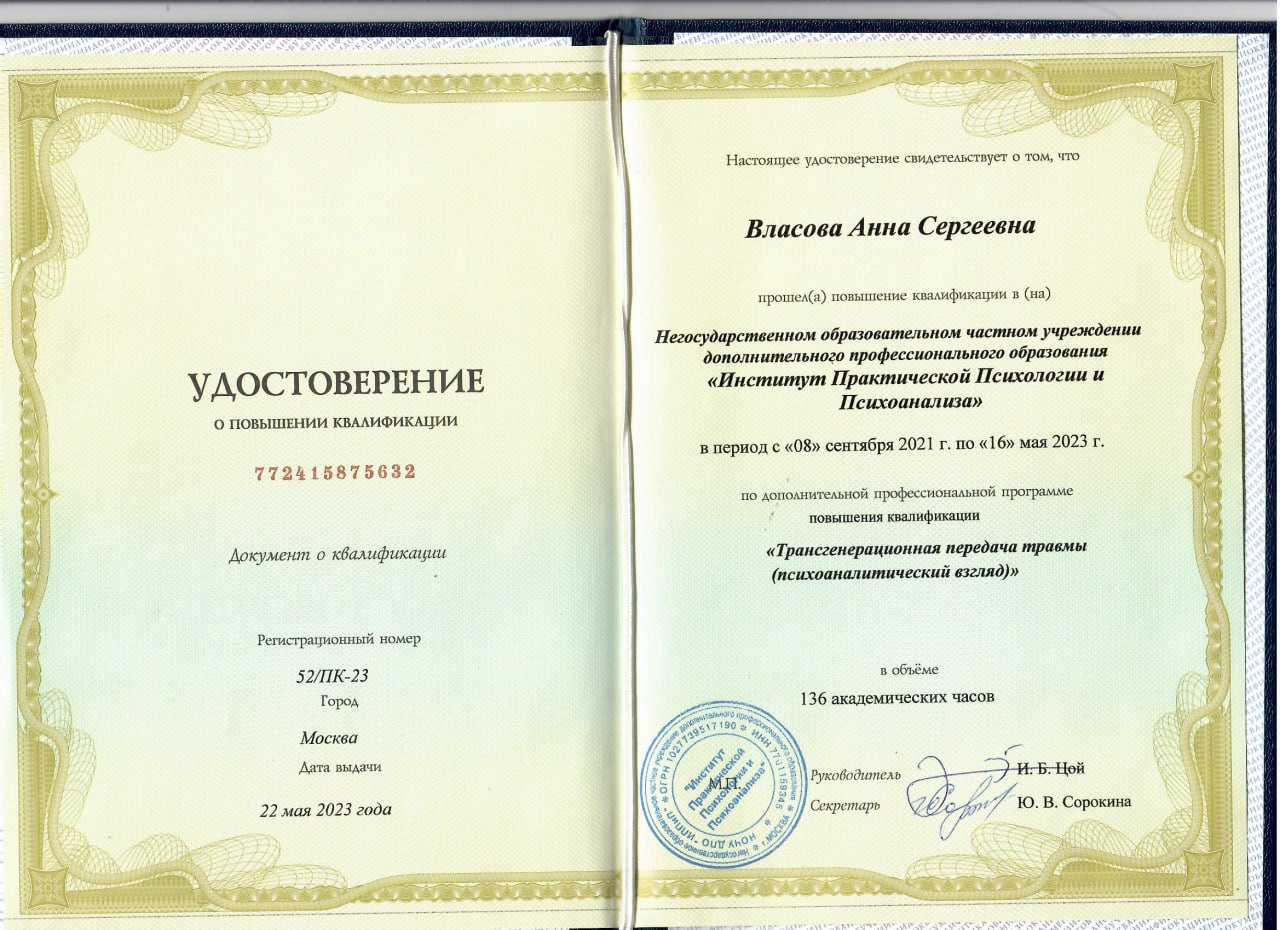 УДОСТОВЕРЕНИЕ
О ПОВЫШЕНИИ КВАЛИФИКАЦИИ
772415875632
Документ о квалификации
Регистрационный номер
52/ПК-23
Город
Москва
Дата выдачи
22 мая 2023 года
Настоящее удостоверение свидетельствует о том, что
Власова Анна Сергеевна
прошел(а) повышение квалификации в (на)
Негосударственном образовательном частном учреждении
дополнительного профессионального образования
«Институт Практической Психологии и
Психоанализа»
в период с «08» сентября 2021 г. по «16» мая 2023 г.
по дополнительной профессиональной программе
повышения квалификации
«Трансгенерационная передача травмы
(психоаналитический взгляд)»
в объёме
136 академических часов
М.П.
Руководитель И. Б. Цой
Секретарь Ю. В. Сорокина
Негосударственное образовательное частное учреждение дополнительного профессионального образования
г. МОСКВА
НОЧУ ДПО "ИППиП" * ОГРН 1027739517190 * ИНН 7701159345
"Институт
Практической
Психологии и
Психоанализа"